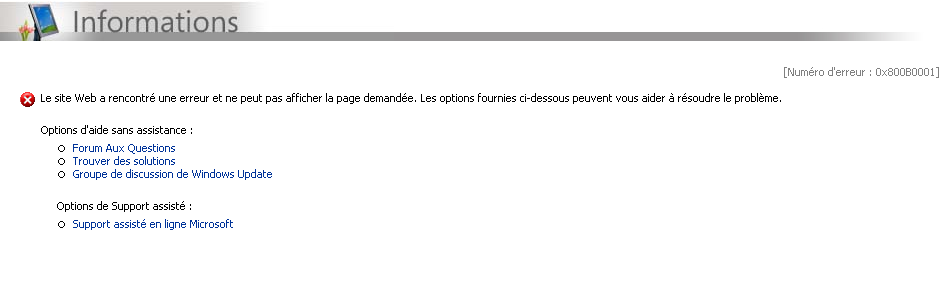 Informations
[Numéro d'erreur : 0x800B0001]
Le site Web a rencontré une erreur et ne peut pas afficher la page demandée. Les options fournies ci-dessous peuvent vous aider à résoudre le problème.
Options d'aide sans assistance :
Forum Aux Questions
Trouver des solutions
Groupe de discussion de Windows Update
Options de Support assisté :
Support assisté en ligne Microsoft